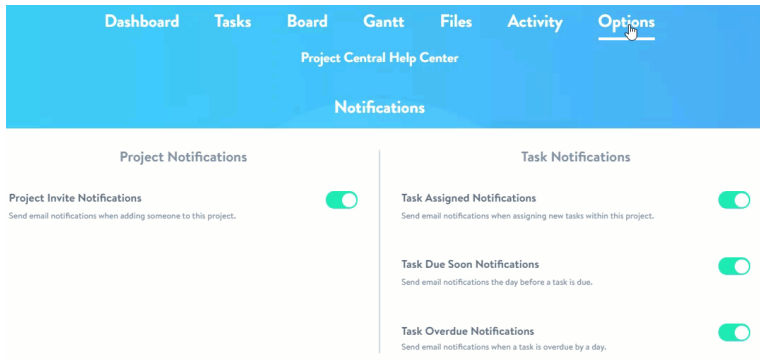 Dashboard Tasks Board Gantt Files Activity Options
Project Central Help Center
Notifications
Project Notifications
Project Invite Notifications
Send email notifications when adding someone to this project.
Task Notifications
Task Assigned Notifications
Send email notifications when assigning new tasks within this project.
Task Due Soon Notifications
Send email notifications the day before a task is due.
Task Overdue Notifications
Send email notifications when a task is overdue by a day.